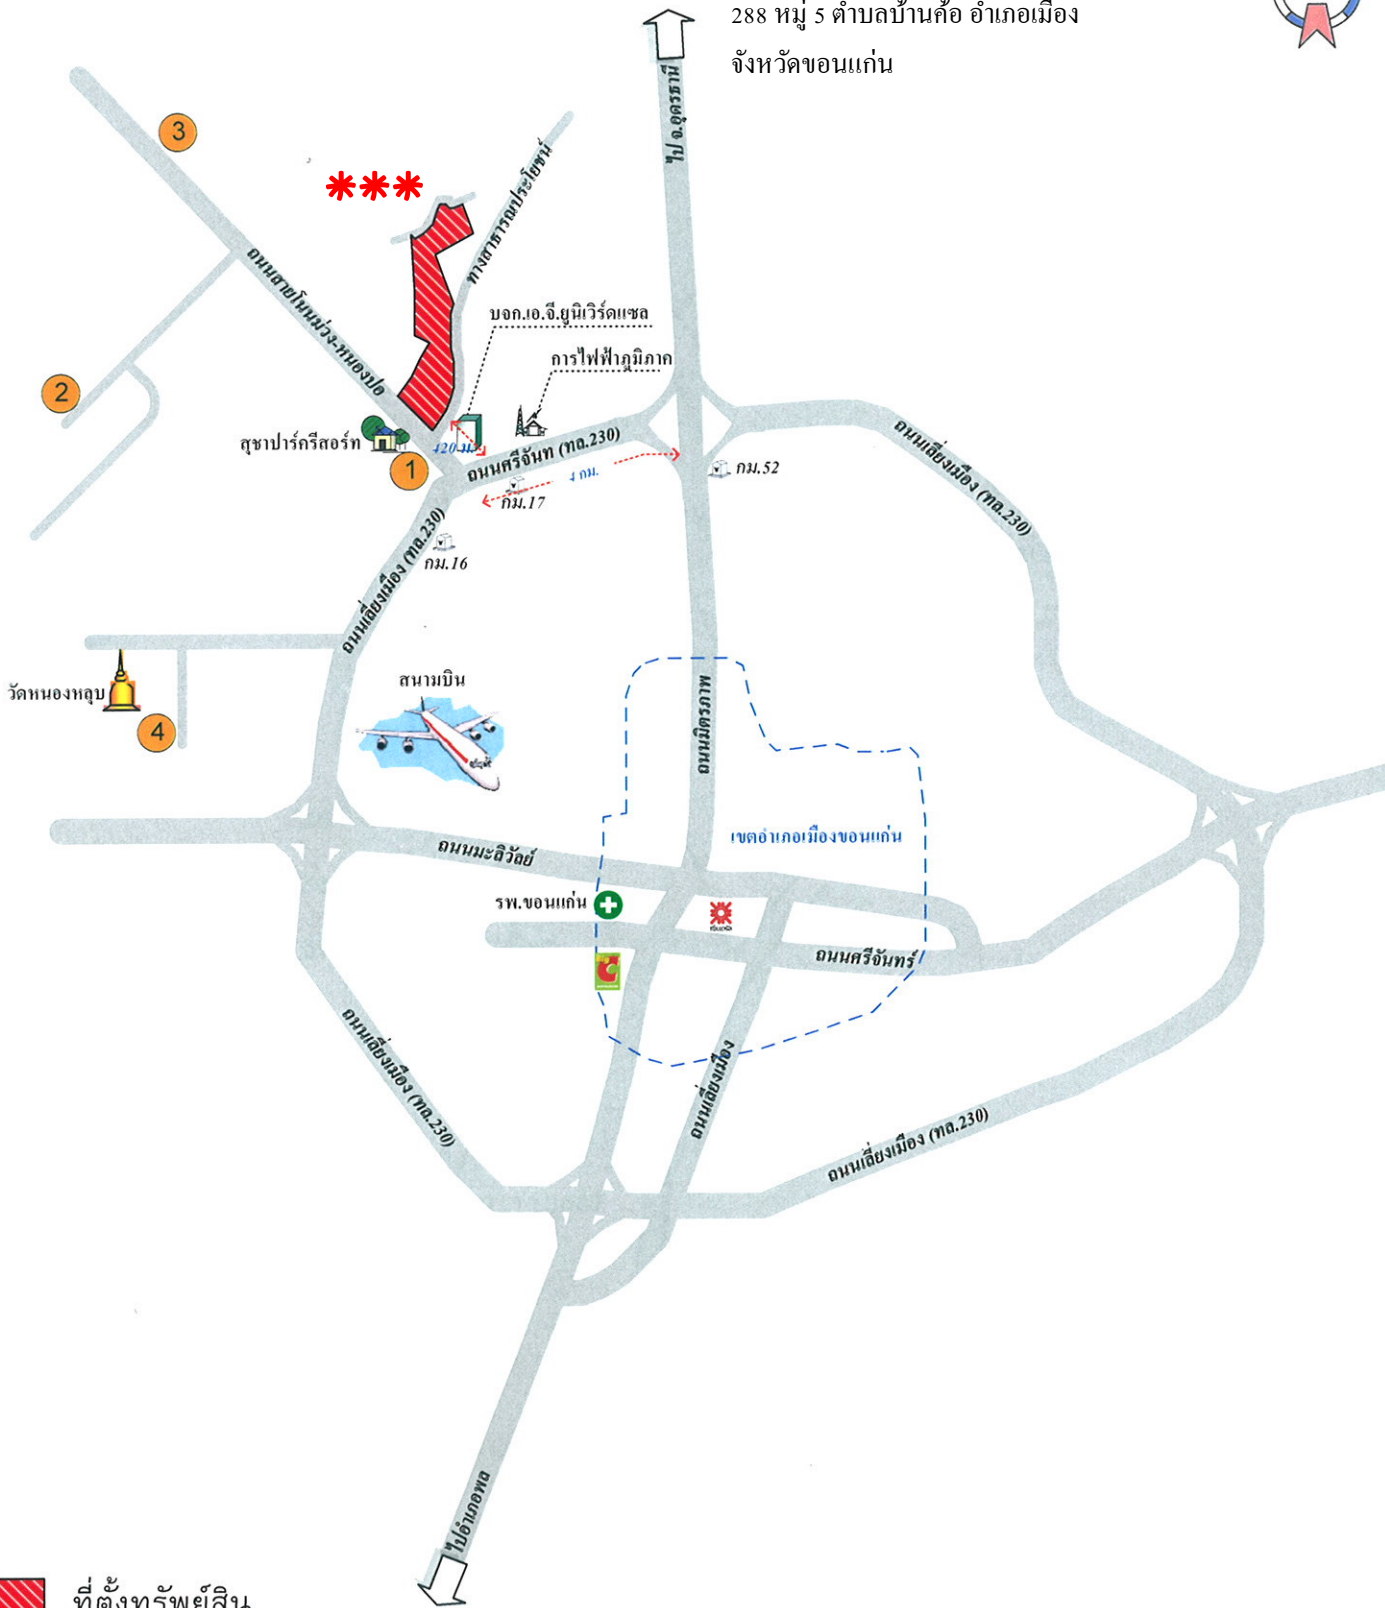 288 หมู่ 5 ตำบลบ้านค้อ อำเภอเมือง
จังหวัดขอนแก่น
ไป จ.อุดรธานี
3
***
ทางสาธารณประโยชน์
ถนนสายโนนม่วง-หนองปอ
บจก.เอ.จี.ยูนิเวิร์ดแซล
การไฟฟ้าภูมิภาค
2
สุชาปาร์กรีสอร์ท
1
420 ม.
ถนนศรีจันท (ทล.230)
4 กม.
กม.52
กม.17
ถนนเลี่ยงเมือง (ทล.230)
ถนนเลี่ยงเมือง (ทล.230)
กม.16
วัดหนองหลุบ
4
สนามบิน
ถนนมิตรภาพ
เขตอำเภอเมืองขอนแก่น
ถนนมะลิวัลย์
รพ.ขอนแก่น
ถนนศรีจันทร์
ถนนเลี่ยงเมือง (ทล.230)
ถนนเลี่ยงเมือง
ถนนเลี่ยงเมือง (ทล.230)
ไปอำเภอพล
ที่ตั้งทรัพย์สิน